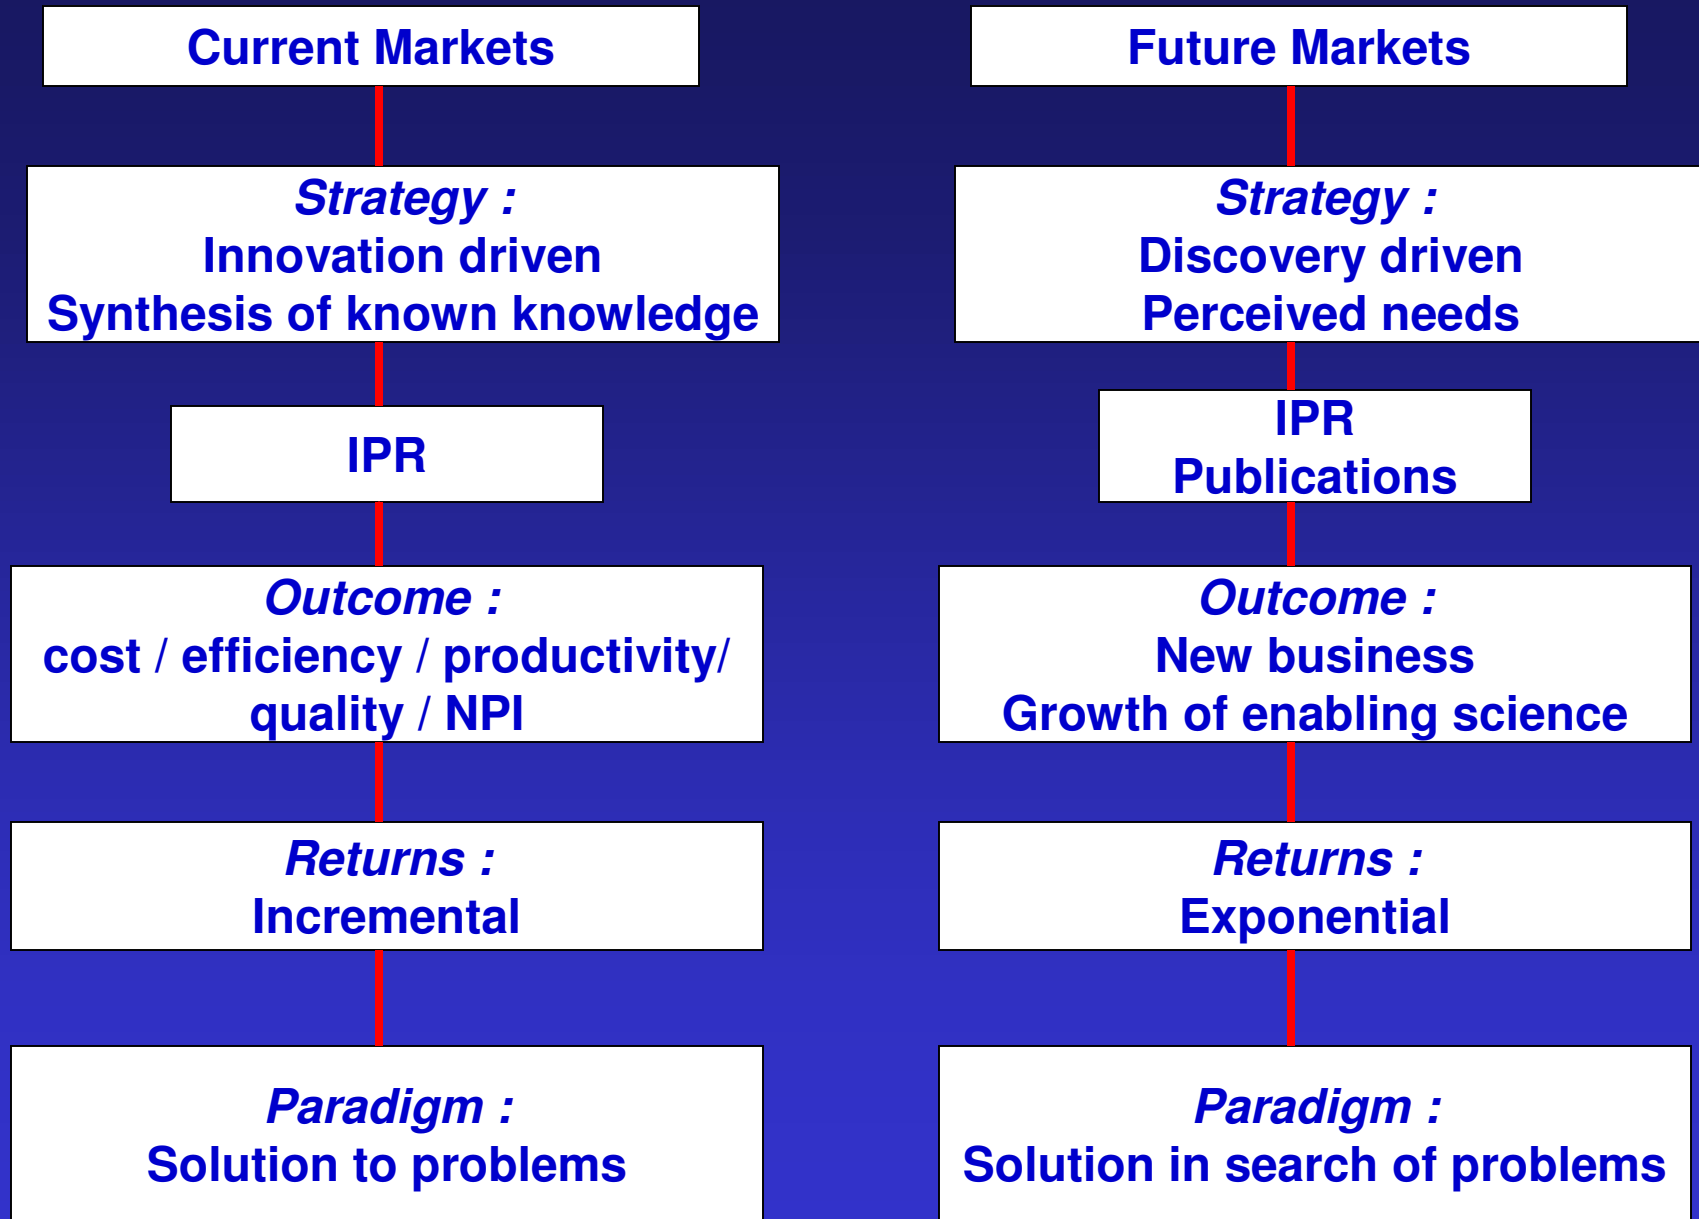 Current Markets
Strategy :
Innovation driven
Synthesis of known knowledge
IPR
Outcome :
cost / efficiency / productivity/
quality / NPI
Returns :
Incremental
Paradigm :
Solution to problems
Future Markets
Strategy :
Discovery driven
Perceived needs
IPR
Publications
Outcome :
New business
Growth of enabling science
Returns :
Exponential
Paradigm :
Solution in search of problems